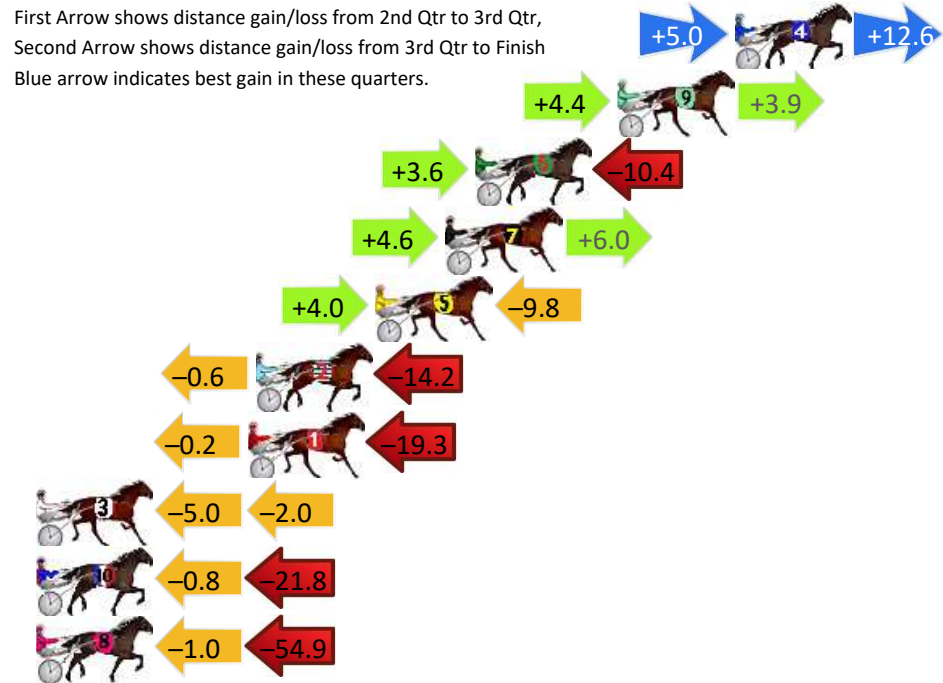 First Arrow shows distance gain/loss from 2nd Qtr to 3rd Qtr,
Second Arrow shows distance gain/loss from 3rd Qtr to Finish
Blue arrow indicates best gain in these quarters.
+5.0 4 +12.6
+4.4 9 +3.9
+3.6 6 –10.4
+4.6 7 +6.0
+4.0 5 –9.8
–0.6 2 –14.2
–0.2 1 –19.3
3 –5.0 –2.0
10 –0.8 –21.8
8 –1.0 –54.9